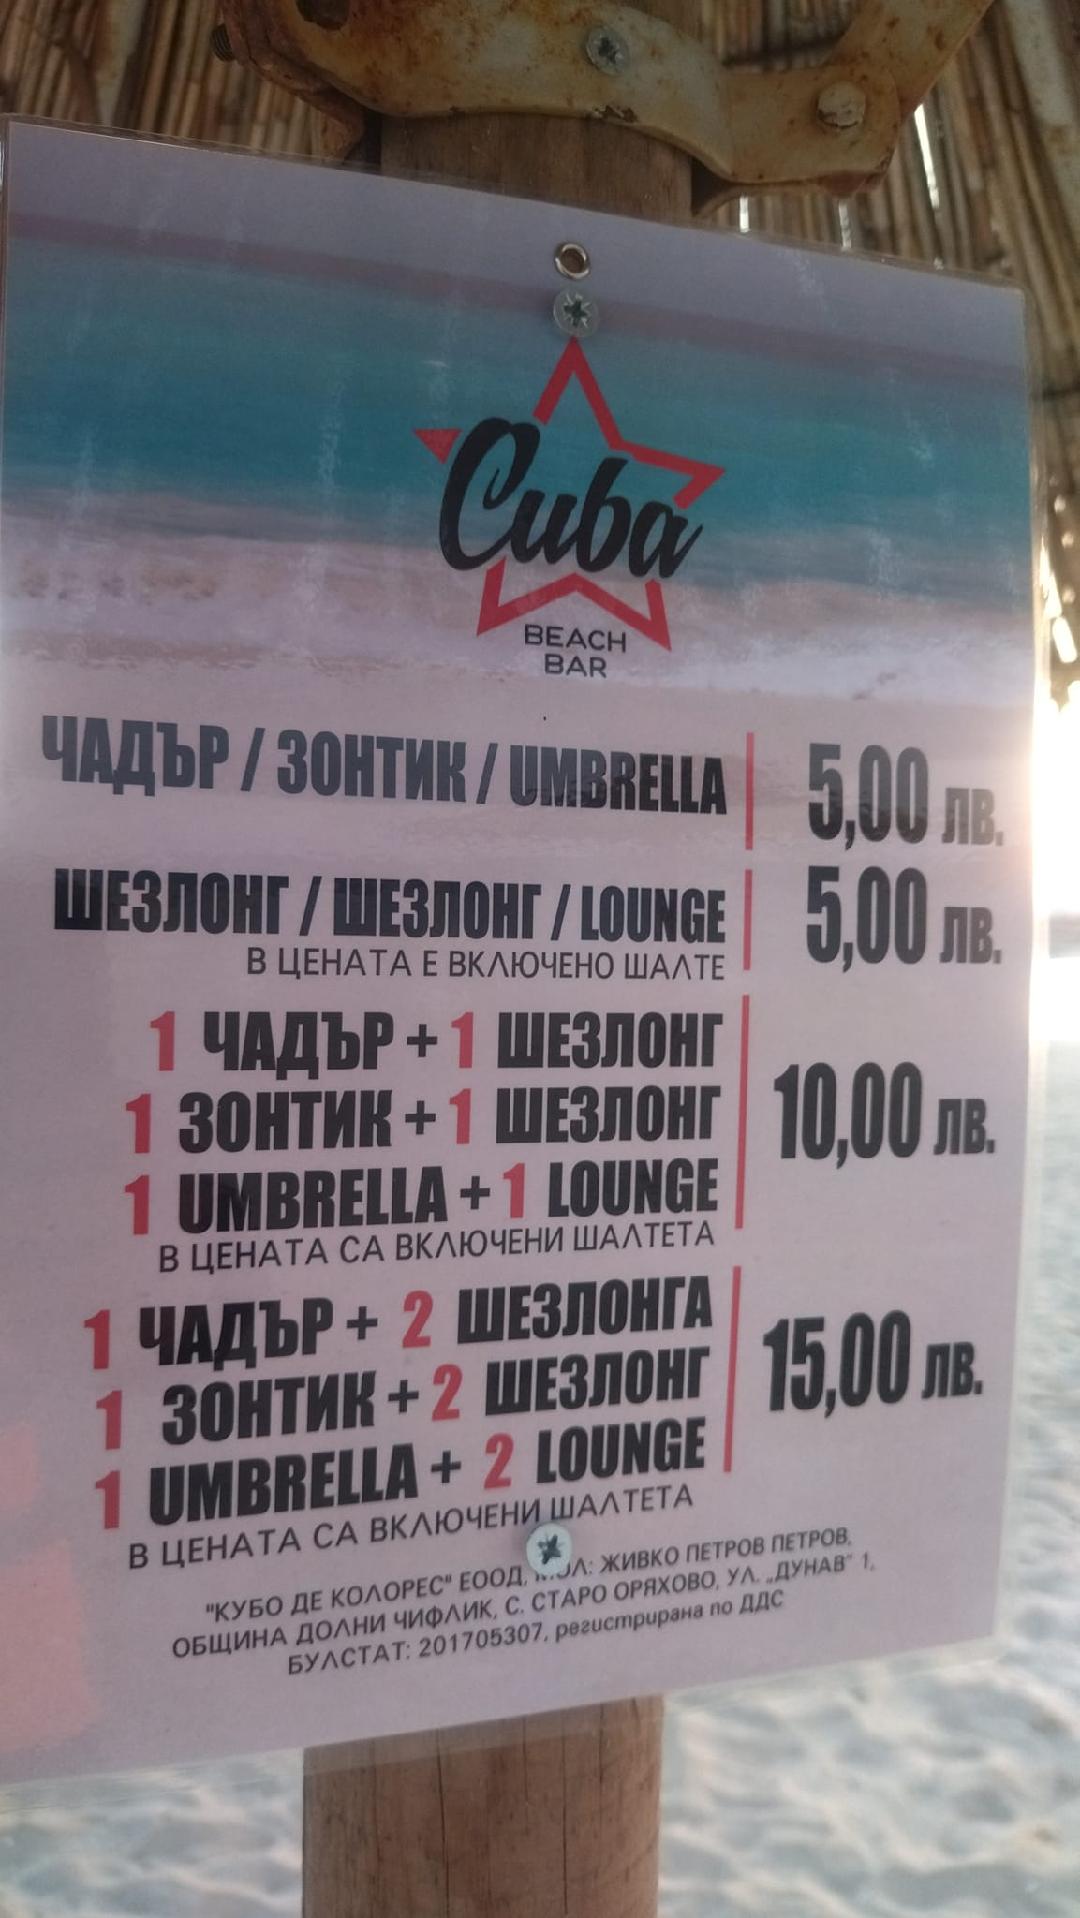 Cuba
BEACH
BAR
ЧАДЪР / ЗОНТИК / UMBRELLA 5,00 ЛВ.
ШЕЗЛОНГ / ШЕЗЛОНГ / LOUNGE 5,00 ЛВ.
В ЦЕНАТА Е ВКЛЮЧЕНО ШАЛТЕ
1 ЧАДЪР + 1 ШЕЗЛОНГ
1 ЗОНТИК + 1 ШЕЗЛОНГ 10,00 ЛВ.
1 UMBRELLA + 1 LOUNGE
В ЦЕНАТА СА ВКЛЮЧЕНИ ШАЛТЕТА
1 ЧАДЪР + 2 ШЕЗЛОНГА
1 ЗОНТИК + 2 ШЕЗЛОНГ 15,00 ЛВ.
1 UMBRELLA + 2 LOUNGE
В ЦЕНАТА СА ВКЛЮЧЕНИ ШАЛТЕТА
"КУБО ДЕ КОЛОРЕС" ЕООД, ЖИВКО ПЕТРОВ ПЕТРОВ,
ОБЩИНА ДОЛНИ ЧИФЛИК, С. СТАРО ОРЯХОВО, УЛ. „ДУНАВ" 1,
БУЛСТАТ: 201705307, регистрирана по ДДС